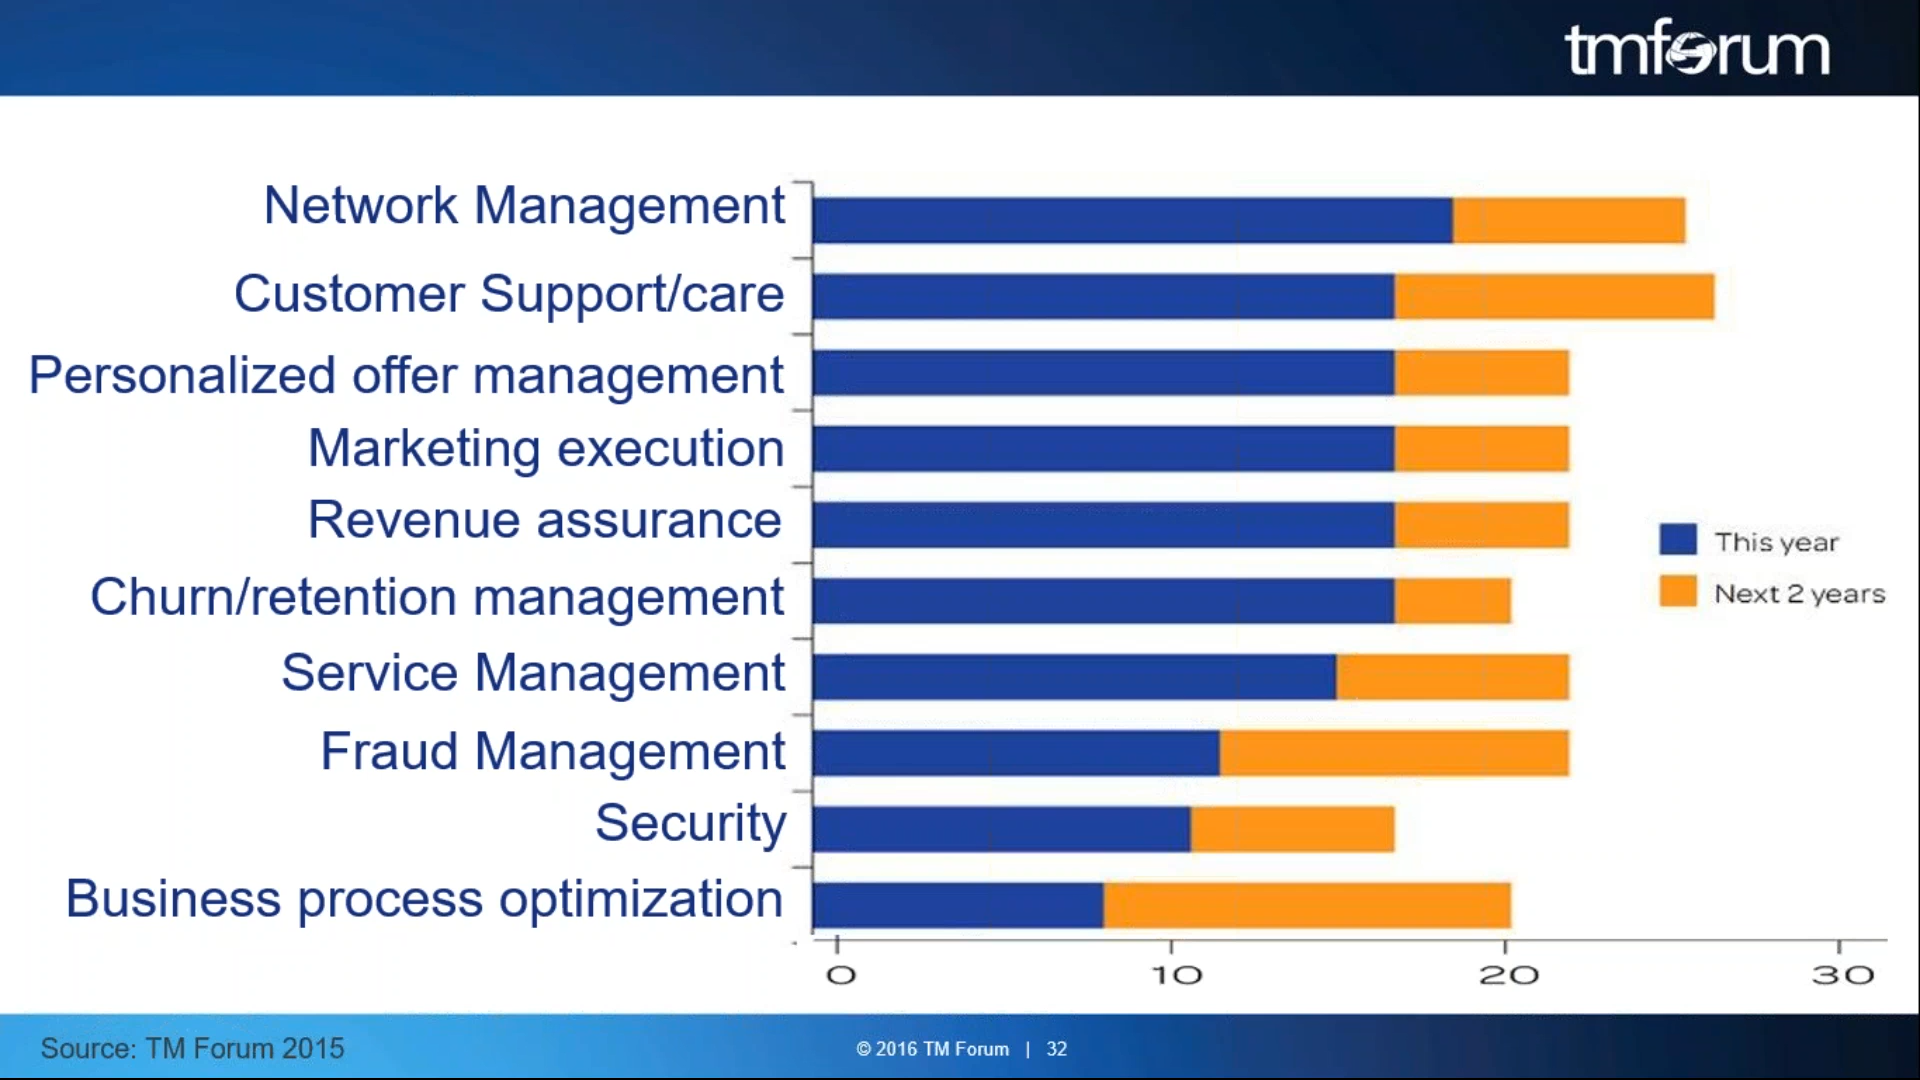 tmforum
Network Management
Customer Support/care
Personalized offer management
Marketing execution
Revenue assurance
Churn/retention management
Service Management
Fraud Management
Security
Business process optimization
This year
Next 2 years
0 10 20 30
Source: TM Forum 2015
© 2016 TM Forum | 32